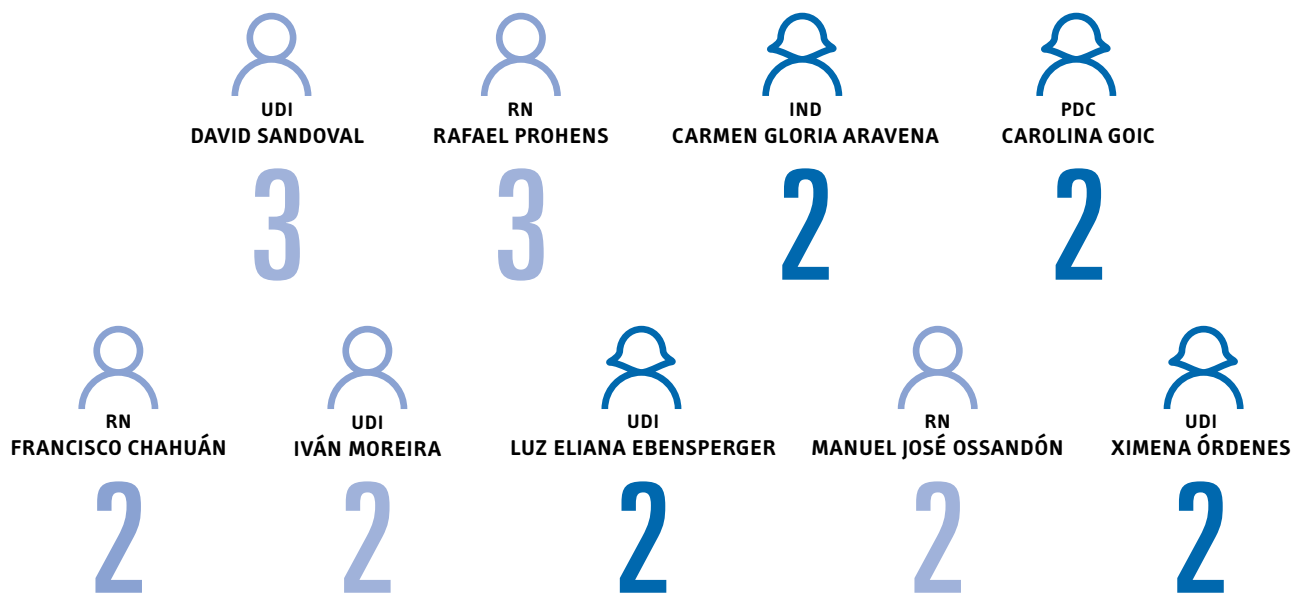 UDI
DAVID SANDOVAL
3
RN
RAFAEL PROHENS
3
IND
CARMEN GLORIA ARAVENA
2
PDC
CAROLINA GOIC
2
RN
FRANCISCO CHAHUÁN
2
UDI
IVÁN MOREIRA
2
UDI
LUZ ELIANA EBENSPERGER
2
RN
MANUEL JOSÉ OSSANDÓN
2
UDI
XIMENA ÓRDENES
2